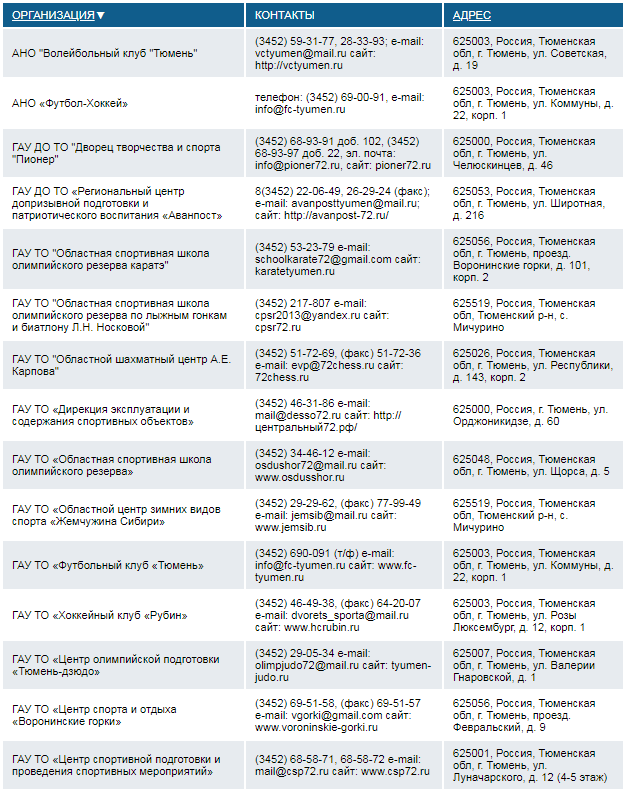 ОРГАНИЗАЦИЯ▼ КОНТАКТЫ АДРЕС
АНО "Волейбольный клуб "Тюмень"
(3452) 59-31-77, 28-33-93; e-mail:
vctyumen@mail.ru сайт:
http://vctyumen.ru
625003, Россия, Тюменская
обл, г. Тюмень, ул. Советская,
д. 19
АНО «Футбол-Хоккей»
телефон: (3452) 69-00-91, e-mail:
info@fc-tyumen.ru
625003, Россия, Тюменская
обл, г. Тюмень, ул. Коммуны, д.
22, корп. 1
ГАУ ДО ТО "Дворец творчества и спорта
"Пионер"
(3452) 68-93-91 доб. 102, (3452)
68-93-97 доб. 22, эл. почта:
info@pioner72.ru, сайт: pioner72.ru
625000, Россия, Тюменская
обл, г. Тюмень, ул.
Челюскинцев, д. 46
ГАУ ДО ТО «Региональный центр
допризывной подготовки и
патриотического воспитания «Аванпост»
8(3452) 22-06-49, 26-29-24 (факс);
e-mail: avanposttyumen@mail.ru;
сайт: http://avanpost-72.ru/
625053, Россия, Тюменская
обл, г. Тюмень, ул. Широтная,
д. 216
ГАУ ТО "Областная спортивная школа
олимпийского резерва каратэ"
(3452) 53-23-79 e-mail:
schoolkarate72@gmail.com сайт:
karatetyumen.ru
625056, Россия, Тюменская
обл, г. Тюмень, проезд.
Воронинские горки, д. 101,
корп. 2
ГАУ ТО "Областная спортивная школа
олимпийского резерва по лыжным гонкам
и биатлону Л.Н. Носковой"
(3452) 217-807 e-mail:
cpsr2013@yandex.ru сайт:
cpsr72.ru
625519, Россия, Тюменская
обл, Тюменский р-н, с.
Мичурино
ГАУ ТО "Областной шахматный центр А.Е.
Карпова"
(3452) 51-72-69, (факс) 51-72-36
e-mail: evp@72chess.ru сайт:
72chess.ru
625026, Россия, Тюменская
обл, г. Тюмень, ул. Республики,
д. 143, корп. 2
ГАУ ТО «Дирекция эксплуатации и
содержания спортивных объектов»
(3452) 46-31-86 e-mail:
mail@desso72.ru сайт: http://
центральный72.рф/
625000, Россия, г. Тюмень, ул.
Орджоникидзе, д. 60
ГАУ ТО «Областная спортивная школа
олимпийского резерва»
(3452) 34-46-12 e-mail:
osdushor72@mail.ru сайт:
www.osdusshor.ru
625048, Россия, Тюменская
обл, г. Тюмень, ул. Щорса, д. 5
ГАУ ТО «Областной центр зимних видов
спорта «Жемчужина Сибири»
(3452) 29-29-62, (факс) 77-99-49
e-mail: jemsib@mail.ru сайт:
www.jemsib.ru
625519, Россия, Тюменская
обл, Тюменский р-н, с.
Мичурино
ГАУ ТО «Футбольный клуб «Тюмень»
(3452) 690-091 (т/ф) e-mail:
info@fc-tyumen.ru сайт: www.fc-
tyumen.ru
625003, Россия, Тюменская
обл, г. Тюмень, ул. Коммуны, д.
22, корп. 1
ГАУ ТО «Хоккейный клуб «Рубин»
(3452) 46-49-38, (факс) 64-20-07
e-mail: dvorets_sporta@mail.ru
сайт: www.hcrubin.ru
625003, Россия, Тюменская
обл, г. Тюмень, ул. Розы
Люксембург, д. 12, корп. 1
ГАУ ТО «Центр олимпийской подготовки
«Тюмень-дзюдо»
(3452) 29-05-34 e-mail:
olimpjudo72@mail.ru сайт: tyumen-
judo.ru
625007, Россия, Тюменская
обл, г. Тюмень, ул. Валерии
Гнаровской, д. 1
ГАУ ТО «Центр спорта и отдыха
«Воронинские горки»
(3452) 69-51-58, (факс) 69-51-57
e-mail: vgorki@gmail.com сайт:
www.voroninskie-gorki.ru
625056, Россия, Тюменская
обл, г. Тюмень, проезд.
Февральский, д. 9
ГАУ ТО «Центр спортивной подготовки и
проведения спортивных мероприятий»
(3452) 68-58-71, 68-58-72 e-mail:
mail@csp72.ru сайт: www.csp72.ru
625001, Россия, Тюменская
обл, г. Тюмень, ул.
Луначарского, д. 12 (4-5 этаж)